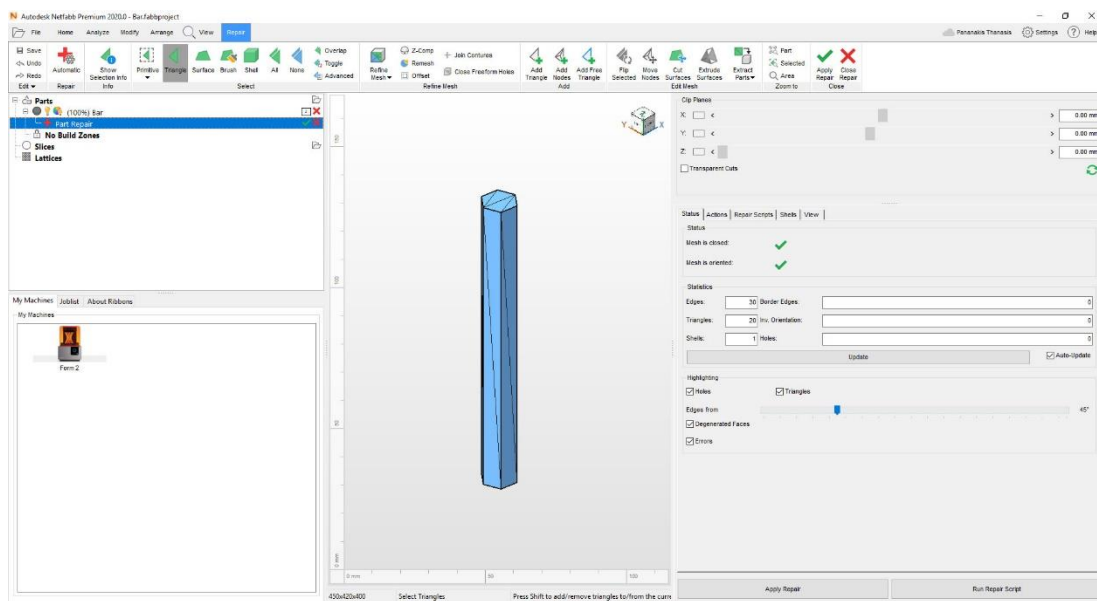 Autodesk Netfabb Premium 2020.0 - Bar.fabbproject
File Home Analyze Modify Arrange View Repair
Pananakis Thanasis Settings Help
Save
Undo
Redo
Edit
Automatic
Repair
Show Selection Info
Info
Primitive Triangle Surface Brush Shell All None
Overlap
Toggle
Advanced
Select
Refine Mesh
Z-Comp
Remesh
Offset
Join Contures
Close Freeform Holes
Refine Mesh
Add Triangle
Add Nodes
Add Free Triangle
Add
Flip Selected
Move Nodes
Cut Surfaces
Extrude Surfaces
Extract Parts
Edit Mesh
Part
Selected
Area
Zoom to
Apply Repair
Close Repair
Close
Parts
(100%) Bar
Part Repair
No Build Zones
Slices
Lattices
My Machines Joblist About Ribbons
My Machines
Form 2
Y Z X
150
100
50
0 mm
0 mm 50 100
450x420x400 Select Triangles Press Shift to add/remove triangles to/from the curre
Clip Planes
X: < > 0.00 mm
Y: < > 0.00 mm
Z: < > 0.00 mm
Transparent Cuts
Status Actions Repair Scripts Shells View
Status
Mesh is closed:
Mesh is oriented:
Statistics
Edges: 30 Border Edges: 0
Triangles: 20 Inv. Orientation: 0
Shells: 1 Holes: 0
Update Auto-Update
Highlighting
Holes Triangles
Edges from 45°
Degenerated Faces
Errors
Apply Repair Run Repair Script